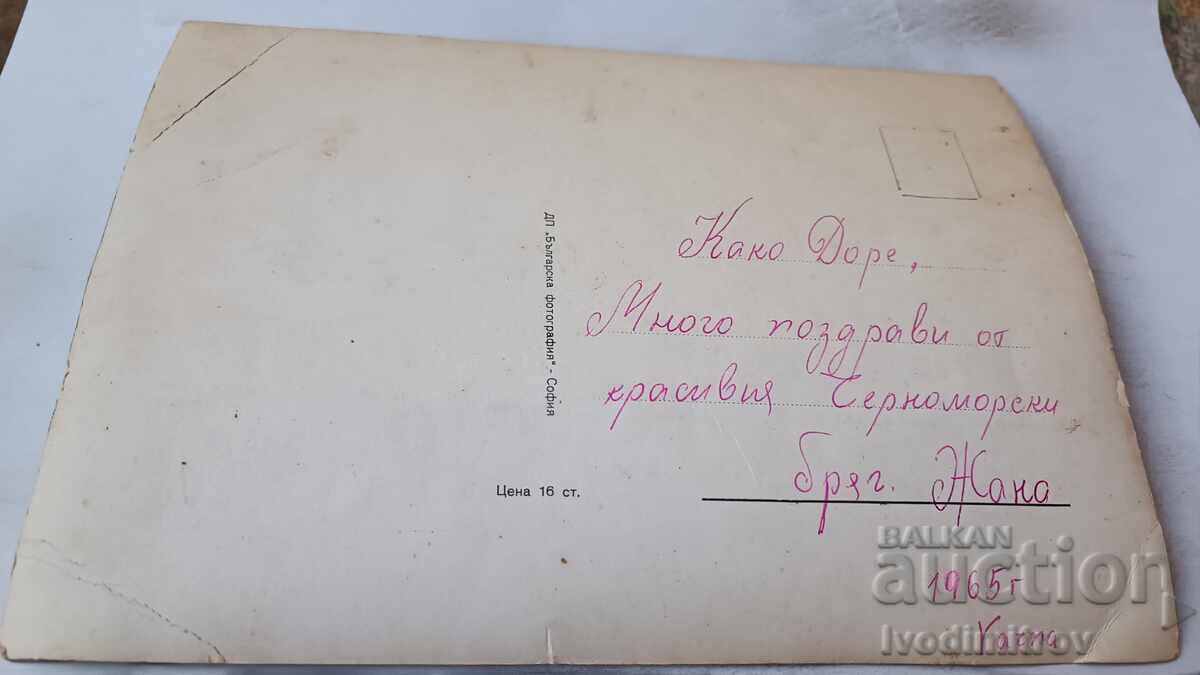 Како Доре,
Много поздрави от
красивия Черноморски
бряг. Жана
1965 г
ДП „Българска фотография" - София
Цена 16 ст.
BALKAN
auction
Ivodimitrov